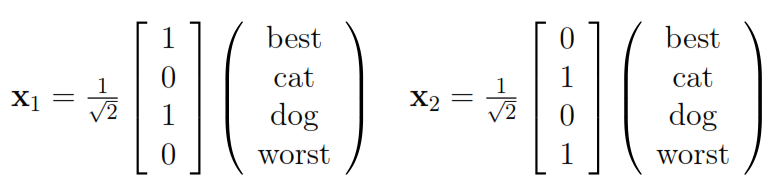 1 best 0 best
0 cat 1 cat
x₁ = 1/√2 1 dog x₂ = 1/√2 0 dog
0 worst 1 worst